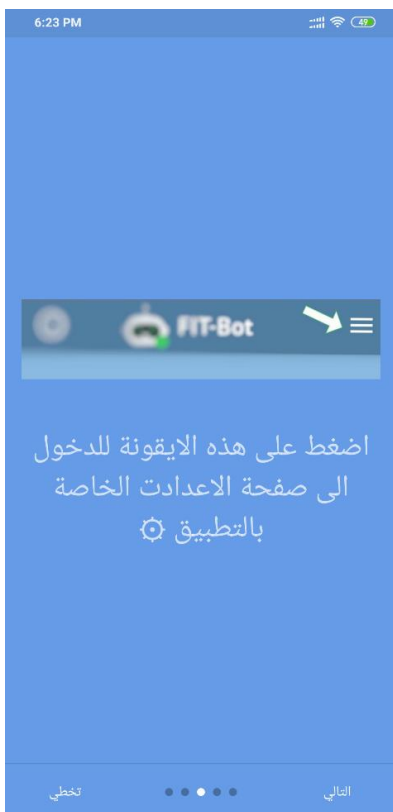 6:23 PM
49
FIT-Bot
اضغط على هذه الايقونة للدخول
الى صفحة الاعدادت الخاصة
بالتطبيق
التالي
تخطي